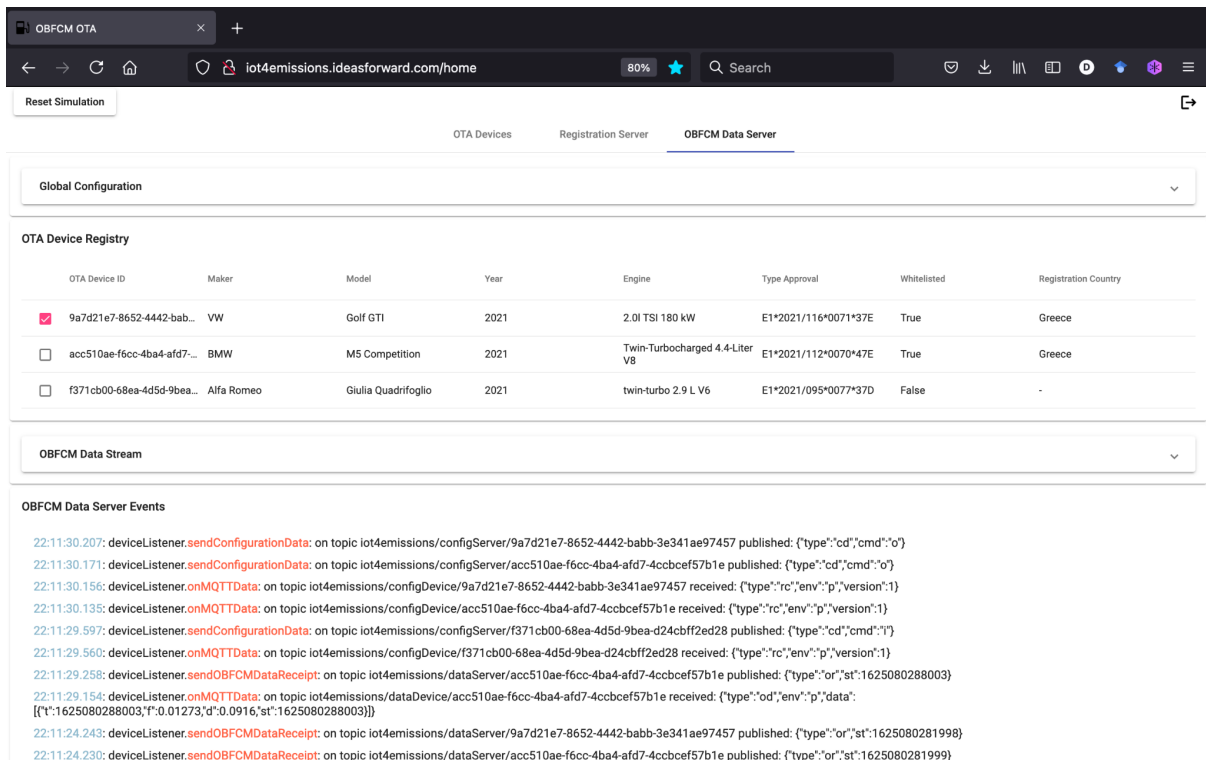 OBFCM OTA
iot4emissions.ideasforward.com/home 80% Search
Reset Simulation
OTA Devices Registration Server OBFCM Data Server
Global Configuration
OTA Device Registry
OTA Device ID Maker Model Year Engine Type Approval Whitelisted Registration Country
9a7d21e7-8652-4442-bab... VW Golf GTI 2021 2.0l TSI 180 kW E1*2021/116*0071*37E True Greece
acc510ae-f6cc-4ba4-afd7-... BMW M5 Competition 2021 Twin-Turbocharged 4.4-Liter V8 E1*2021/112*0070*47E True Greece
f371cb00-68ea-4d5d-9bea... Alfa Romeo Giulia Quadrifoglio 2021 twin-turbo 2.9 L V6 E1*2021/095*0077*37D False -
OBFCM Data Stream
OBFCM Data Server Events
22:11:30.207: deviceListener.sendConfigurationData: on topic iot4emissions/configServer/9a7d21e7-8652-4442-babb-3e341ae97457 published: {"type":"cd","cmd":"o"}
22:11:30.171: deviceListener.sendConfigurationData: on topic iot4emissions/configServer/acc510ae-f6cc-4ba4-afd7-4ccbcef57b1e published: {"type":"cd","cmd":"o"}
22:11:30.156: deviceListener.onMQTTData: on topic iot4emissions/configDevice/9a7d21e7-8652-4442-babb-3e341ae97457 received: {"type":"rc","env":"p","version":1}
22:11:30.135: deviceListener.onMQTTData: on topic iot4emissions/configDevice/acc510ae-f6cc-4ba4-afd7-4ccbcef57b1e received: {"type":"rc","env":"p","version":1}
22:11:29.597: deviceListener.sendConfigurationData: on topic iot4emissions/configServer/f371cb00-68ea-4d5d-9bea-d24cbff2ed28 published: {"type":"cd","cmd":"i"}
22:11:29.560: deviceListener.onMQTTData: on topic iot4emissions/configDevice/f371cb00-68ea-4d5d-9bea-d24cbff2ed28 received: {"type":"rc","env":"p","version":1}
22:11:29.258: deviceListener.sendOBFCMDataReceipt: on topic iot4emissions/dataServer/acc510ae-f6cc-4ba4-afd7-4ccbcef57b1e published: {"type":"or","st":1625080288003}
22:11:29.154: deviceListener.onMQTTData: on topic iot4emissions/dataDevice/acc510ae-f6cc-4ba4-afd7-4ccbcef57b1e received: {"type":"od","env":"p","data":
[{"t":1625080288003,"f":0.01273,"d":0.0916,"st":1625080288003}]}
22:11:24.243: deviceListener.sendOBFCMDataReceipt: on topic iot4emissions/dataServer/9a7d21e7-8652-4442-babb-3e341ae97457 published: {"type":"or","st":1625080281998}
22:11:24.230: deviceListener.sendOBFCMDataReceipt: on topic iot4emissions/dataServer/acc510ae-f6cc-4ba4-afd7-4ccbcef57b1e published: {"type":"or","st":1625080281999}